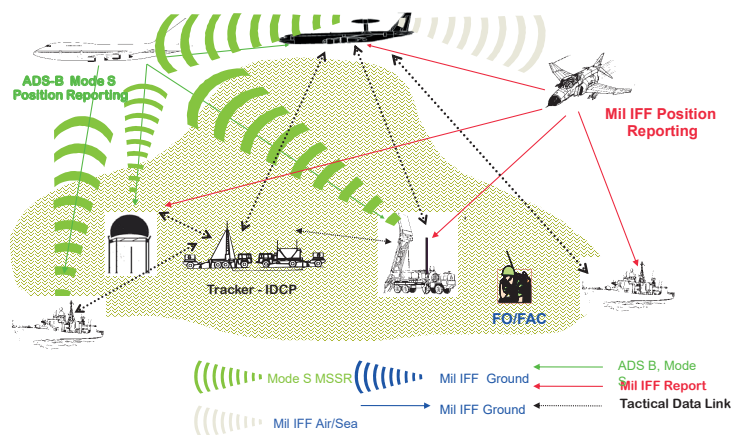 ADS-B Mode S
Position Reporting
Mil IFF Position
Reporting
Tracker - IDCP
FO/FAC
Mode S MSSR
Mil IFF Ground
ADS B, Mode
S
Mil IFF Report
Mil IFF Air/Sea
Mil IFF Ground
Tactical Data Link